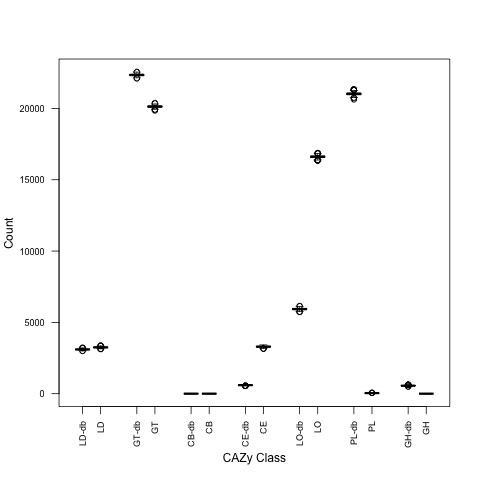 Count
20000
15000
10000
5000
0
LD-db LD GT-db GT CB-db CB CE-db CE LO-db LO PL-db PL GH-db GH
CAZy Class